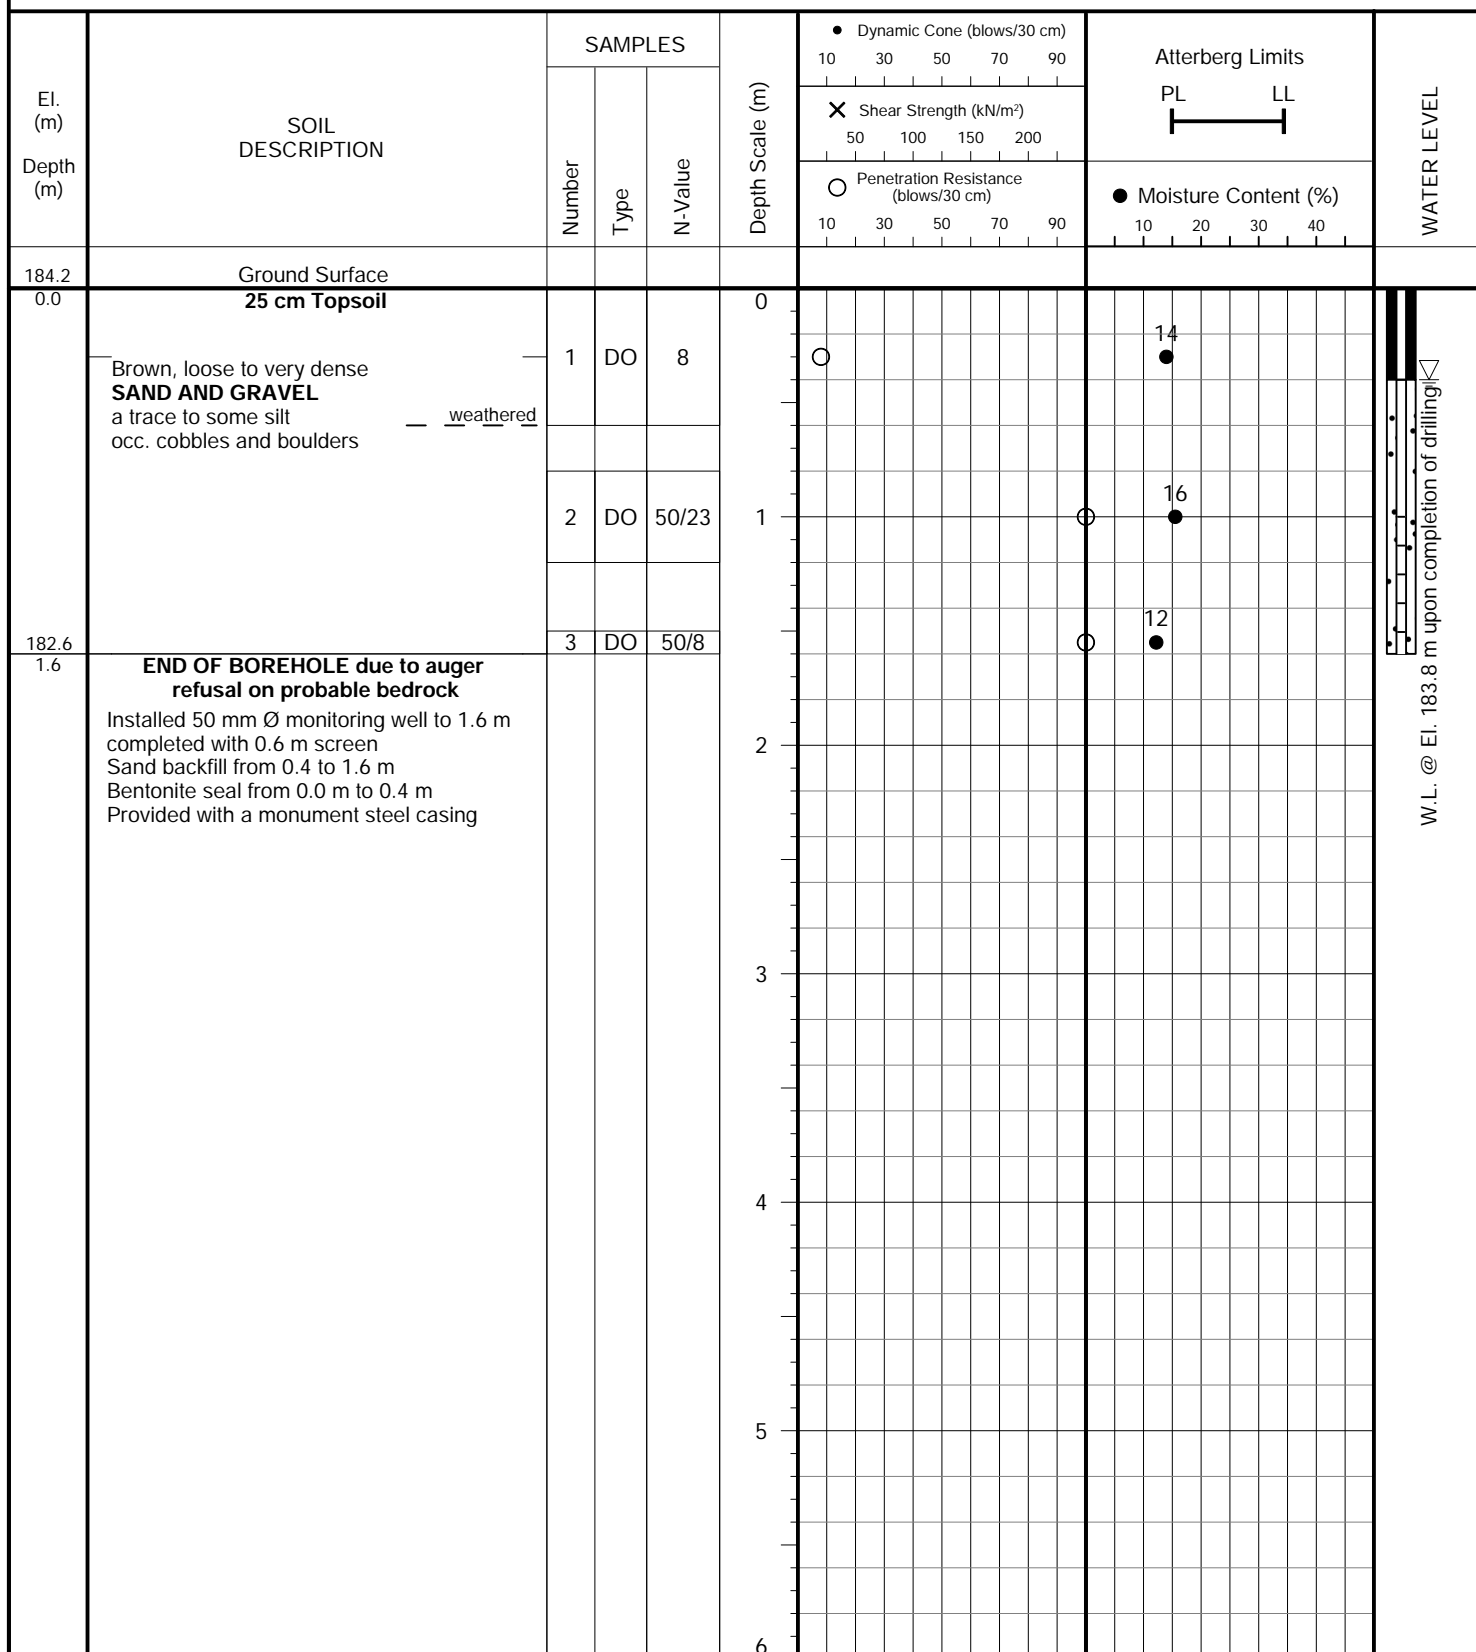 El.
(m)
Depth
(m)
SOIL
DESCRIPTION
SAMPLES
Number
Type
N-Value
Depth Scale (m)
Dynamic Cone (blows/30 cm)
10 30 50 70 90
Shear Strength (kN/m²)
50 100 150 200
Penetration Resistance
(blows/30 cm)
10 30 50 70 90
Atterberg Limits
PL LL
Moisture Content (%)
10 20 30 40
WATER LEVEL
184.2 Ground Surface
0.0 25 cm Topsoil 0
14
1 DO 8
Brown, loose to very dense
SAND AND GRAVEL
a trace to some silt
weathered
occ. cobbles and boulders
16
2 DO 50/23 1
12
182.6 3 DO 50/8
1.6 END OF BOREHOLE due to auger
refusal on probable bedrock
Installed 50 mm Ø monitoring well to 1.6 m
completed with 0.6 m screen
Sand backfill from 0.4 to 1.6 m
Bentonite seal from 0.0 m to 0.4 m
Provided with a monument steel casing
2
3
4
5
6
W.L. @ El. 183.8 m upon completion of drilling